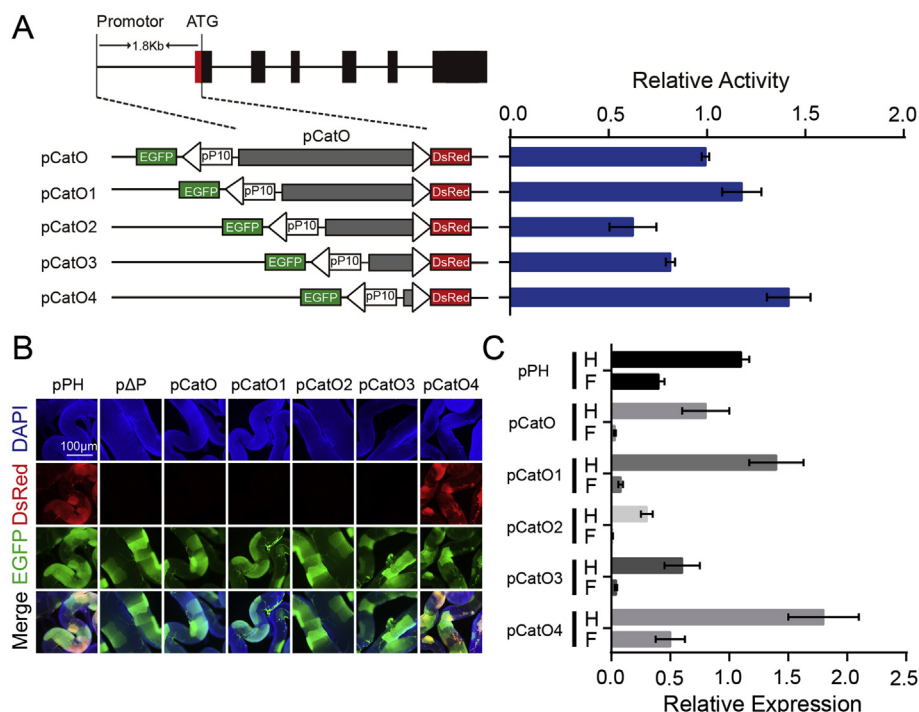 A
Promotor ATG
1.8Kb
pCatO
Relative Activity
0.0 0.5 1.0 1.5 2.0
pCatO EGFP pP10 DsRed
pCatO1 EGFP pP10 DsRed
pCatO2 EGFP pP10 DsRed
pCatO3 EGFP pP10 DsRed
pCatO4 EGFP pP10 DsRed
B
pPH pΔP pCatO pCatO1 pCatO2 pCatO3 pCatO4
DAPI
100μm
DsRed
EGFP
Merge
C
pPH H
F
pCatO H
F
pCatO1 H
F
pCatO2 H
F
pCatO3 H
F
pCatO4 H
F
0.0 0.5 1.0 1.5 2.0 2.5
Relative Expression